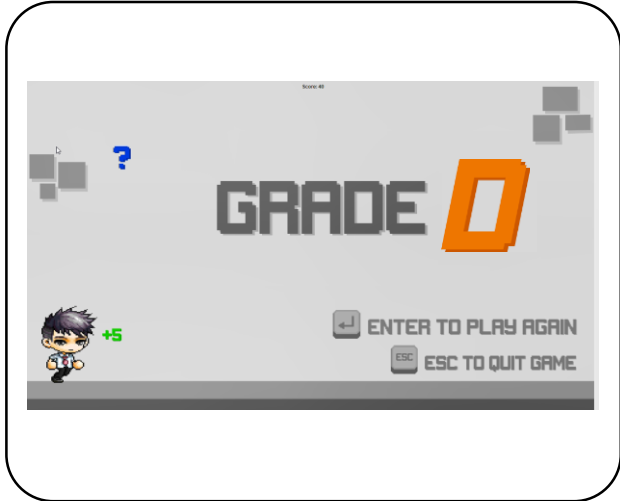 Score: 40
?
GRADE D
+5
ENTER TO PLAY AGAIN
ESC
ESC TO QUIT GAME